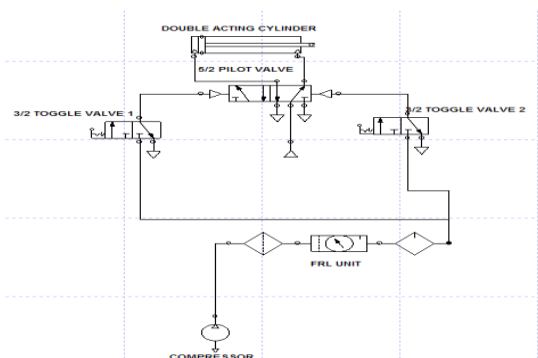 DOUBLE ACTING CYLINDER
5/2 PILOT VALVE
3/2 TOGGLE VALVE 1
3/2 TOGGLE VALVE 2
FRL UNIT
COMPRESSOR